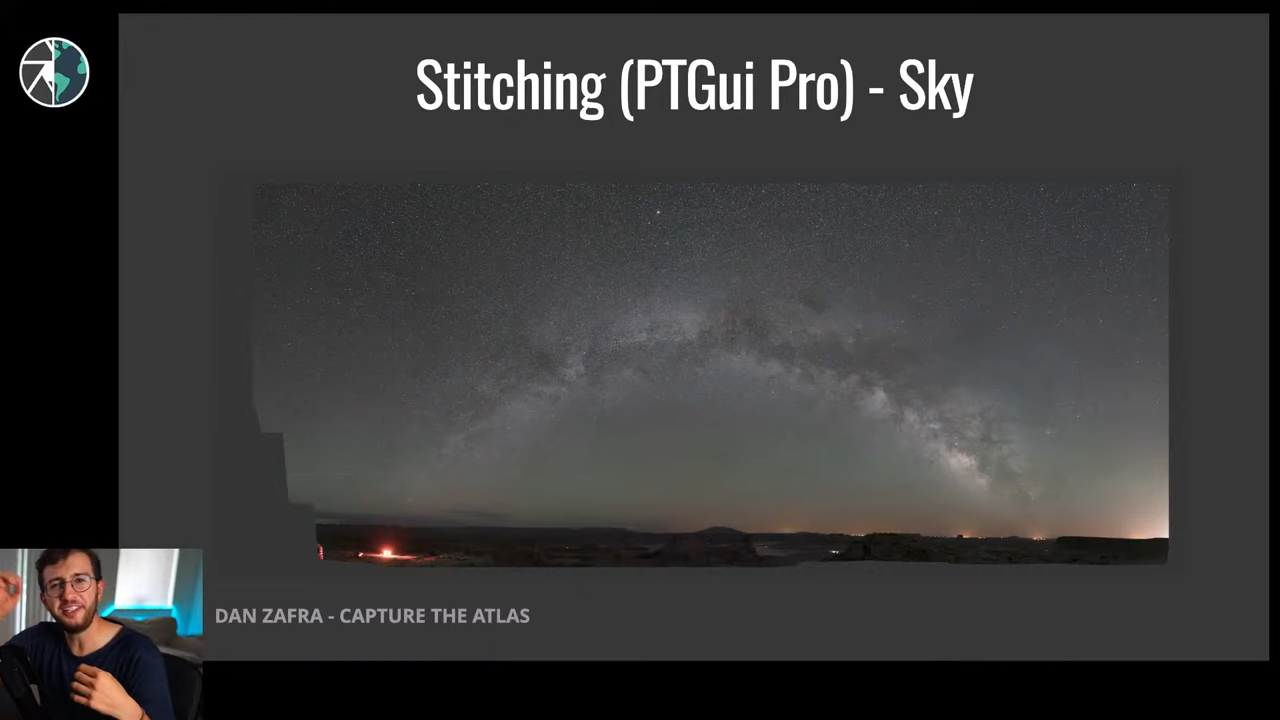 Stitching (PTGui Pro) - Sky
DAN ZAFRA - CAPTURE THE ATLAS